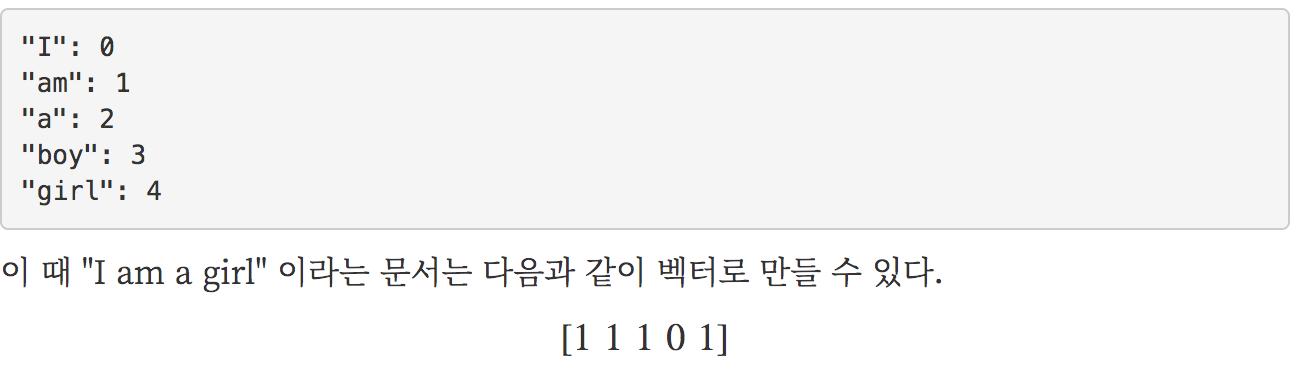 "I": 0
"am": 1
"a": 2
"boy": 3
"girl": 4
이 때 "I am a girl" 이라는 문서는 다음과 같이 벡터로 만들 수 있다.
[1 1 1 0 1]